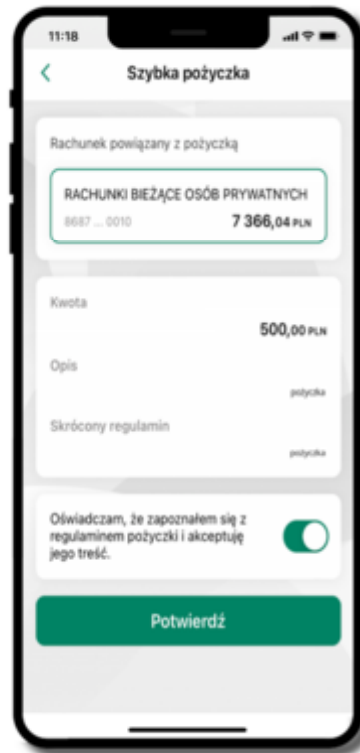 11:18
Szybka pożyczka
Rachunek powiązany z pożyczką
RACHUNKI BIEŻĄCE OSÓB PRYWATNYCH
8687 ... 0010
7 366,04 PLN
Kwota
500,00 PLN
Opis
pożyczka
Skrócony regulamin
pożyczka
Oświadczam, że zapoznałem się z
regulaminem pożyczki i akceptuję
jego treść.
Potwierdź